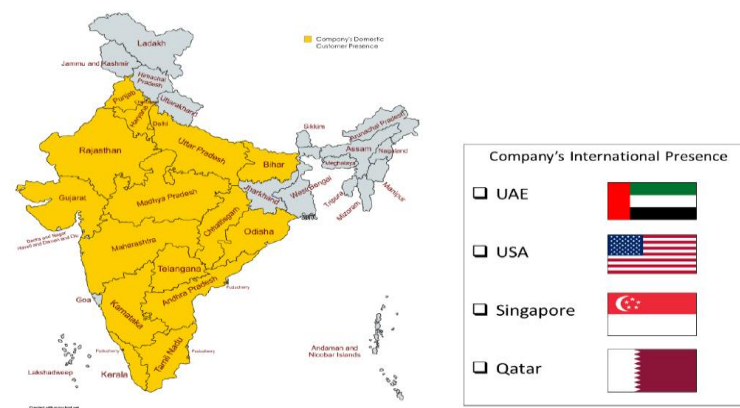 Company's Domestic
Customer Presence
Ladakh
Jammu and Kashmir
Himachal
Pradesh
Punjab
Uttarakhand
Haryana
Delhi
Rajasthan
Uttar Pradesh
Bihar
Sikkim
Arunachal Pradesh
Assam
Nagaland
Meghalaya
Manipur
Tripura
Mizoram
West Bengal
Jharkhand
Gujarat
Madhya Pradesh
Chhattisgarh
Odisha
Maharashtra
Telangana
Andhra Pradesh
Puducherry
Goa
Karnataka
Puducherry
Puducherry
Tamil Nadu
Kerala
Lakshadweep
Andaman and
Nicobar Islands
Company's International Presence
UAE
USA
Singapore
Qatar